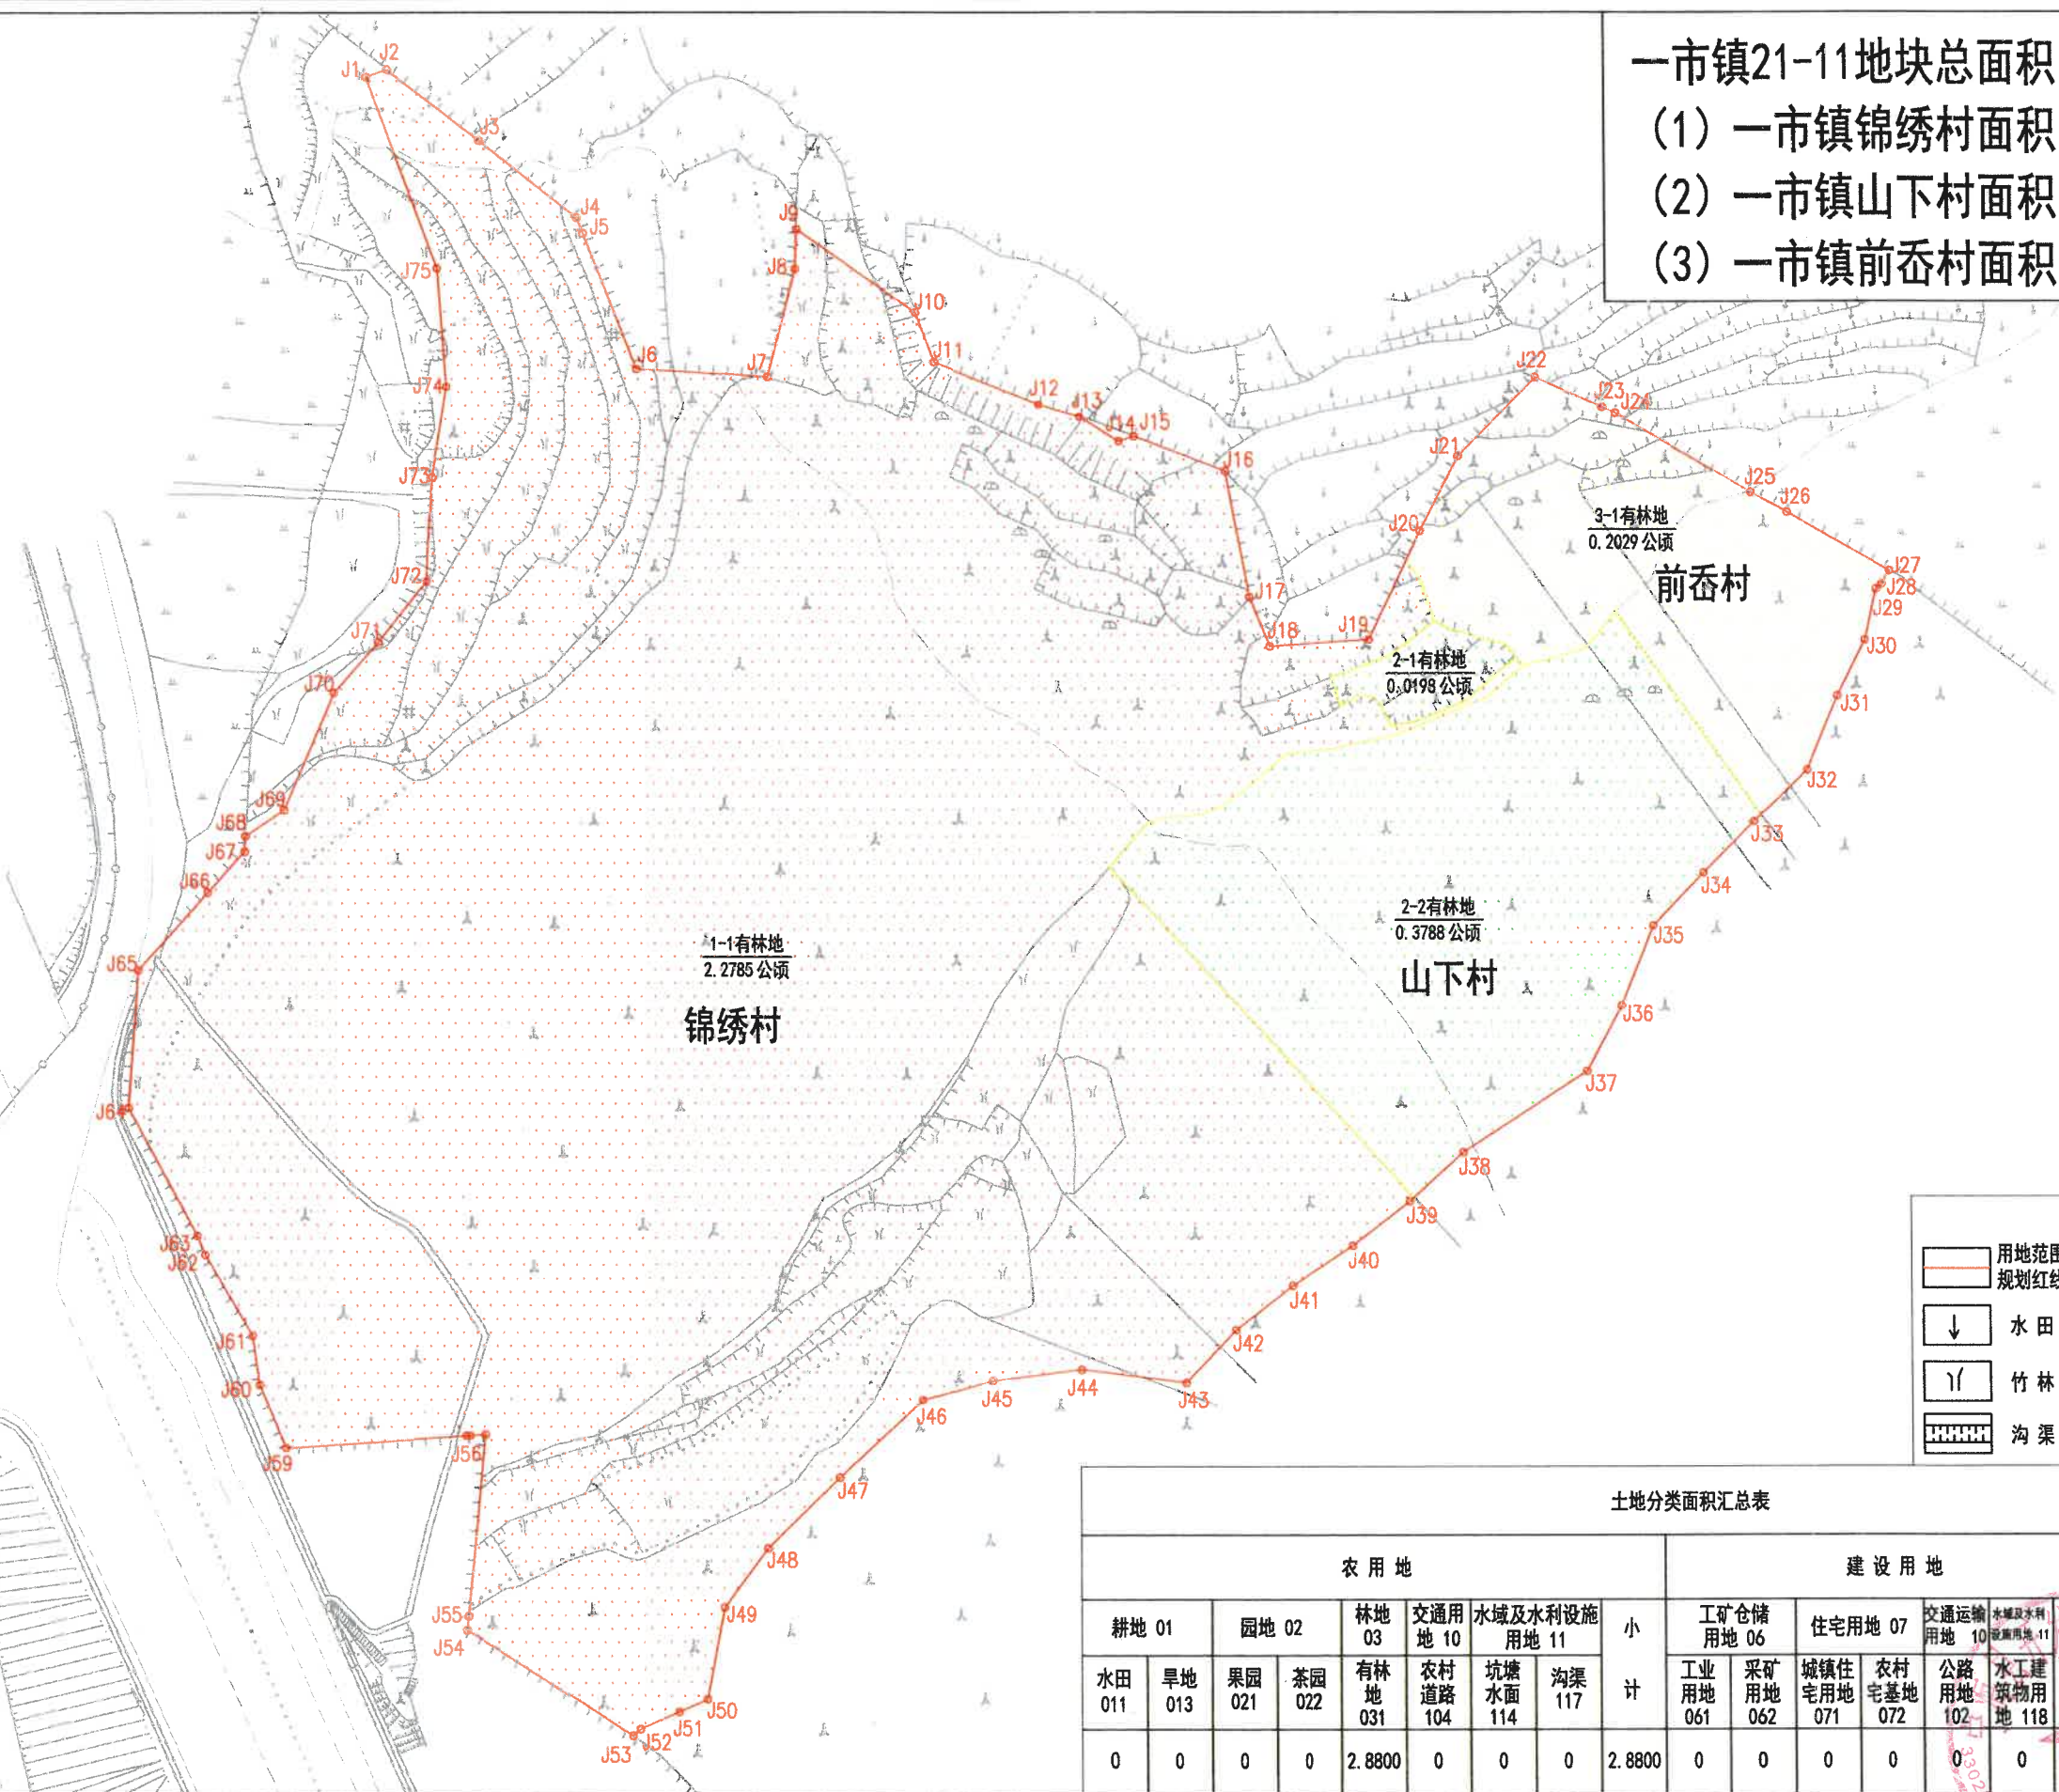 一市镇21-11地块总面积
（1）一市镇锦绣村面积
（2）一市镇山下村面积
（3）一市镇前岙村面积
J1
J2
J3
J4
J5
J6
J7
J8
J9
J10
J11
J12
J13
J14
J15
J16
J17
J18
J19
J20
J21
J22
J23
J24
J25
J26
J27
J28
J29
J30
J31
J32
J33
J34
J35
J36
J37
J38
J39
J40
J41
J42
J43
J44
J45
J46
J47
J48
J49
J50
J51
J52
J53
J54
J55
J56
J59
J60
J61
J62
J63
J64
J65
J66
J67
J68
J69
J70
J71
J72
J73
J74
J75
3-1有林地
0.2029公顷
前岙村
2-1有林地
0.0198公顷
2-2有林地
0.3788公顷
山下村
1-1有林地
2.2785公顷
锦绣村
用地范围
规划红线
水田
竹林
沟渠
土地分类面积汇总表
农用地 建设用地
耕地 01 园地 02 林地 03 交通用地 10 水域及水利设施用地 11 小计 工矿仓储用地 06 住宅用地 07 交通运输用地 10 水域及水利设施用地 11
水田 011 旱地 013 果园 021 茶园 022 有林地 031 农村道路 104 坑塘水面 114 沟渠 117 工业用地 061 采矿用地 062 城镇住宅用地 071 农村宅基地 072 公路用地 102 水工建筑物用地 118
0 0 0 0 2.8800 0 0 0 2.8800 0 0 0 0 0 0